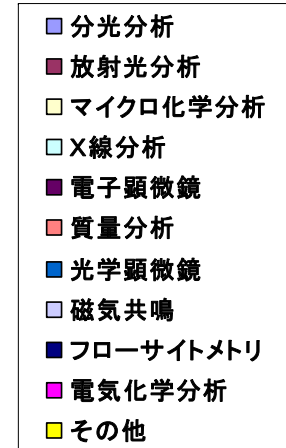 分光分析
放射光分析
マイクロ化学分析
X線分析
電子顕微鏡
質量分析
光学顕微鏡
磁気共鳴
フローサイトメトリ
電気化学分析
その他